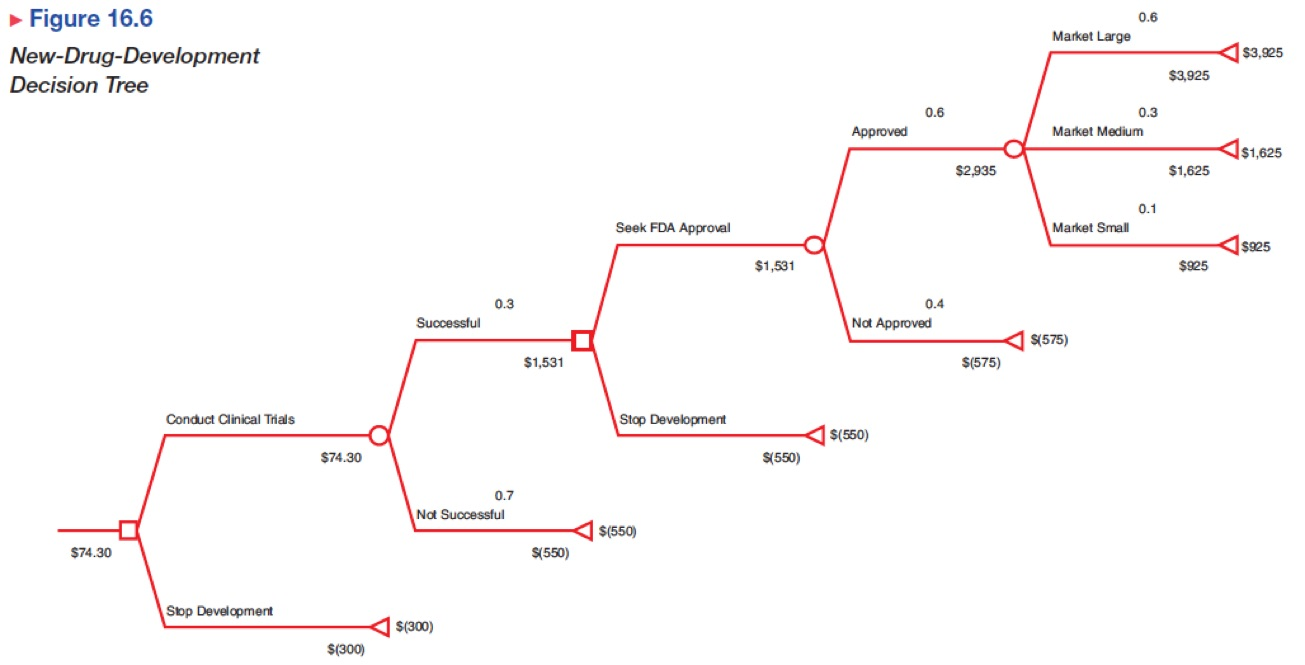 ► Figure 16.6
New-Drug-Development
Decision Tree
0.6
Market Large
$3,925
$3,925
0.6
Approved
$2,935
0.3
Market Medium
$1,625
$1,625
0.1
Market Small
$925
$925
Seek FDA Approval
$1,531
0.4
Not Approved
$(575)
$(575)
0.3
Successful
$1,531
Stop Development
$(550)
$(550)
Conduct Clinical Trials
$74.30
0.7
Not Successful
$(550)
$(550)
$74.30
Stop Development
$(300)
$(300)